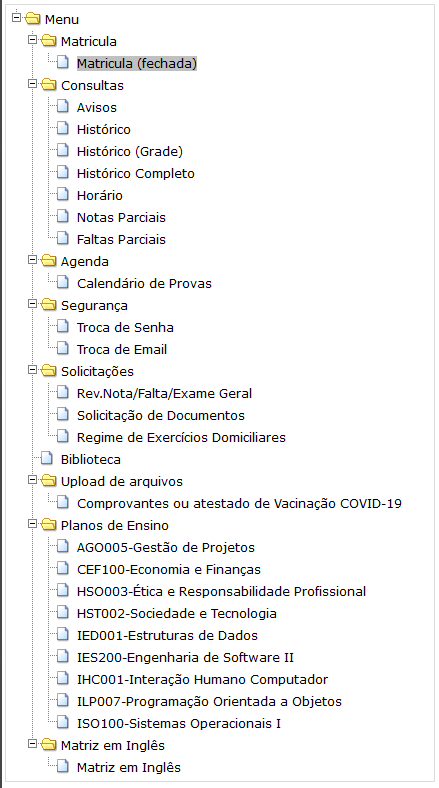 Menu
Matricula
Matricula (fechada)
Consultas
Avisos
Histórico
Histórico (Grade)
Histórico Completo
Horário
Notas Parciais
Faltas Parciais
Agenda
Calendário de Provas
Segurança
Troca de Senha
Troca de Email
Solicitações
Rev.Nota/Falta/Exame Geral
Solicitação de Documentos
Regime de Exercícios Domiciliares
Biblioteca
Upload de arquivos
Comprovantes ou atestado de Vacinação COVID-19
Planos de Ensino
AGO005-Gestão de Projetos
CEF100-Economia e Finanças
HSO003-Ética e Responsabilidade Profissional
HST002-Sociedade e Tecnologia
IED001-Estruturas de Dados
IES200-Engenharia de Software II
IHC001-Interação Humano Computador
ILP007-Programação Orientada a Objetos
ISO100-Sistemas Operacionais I
Matriz em Inglês
Matriz em Inglês